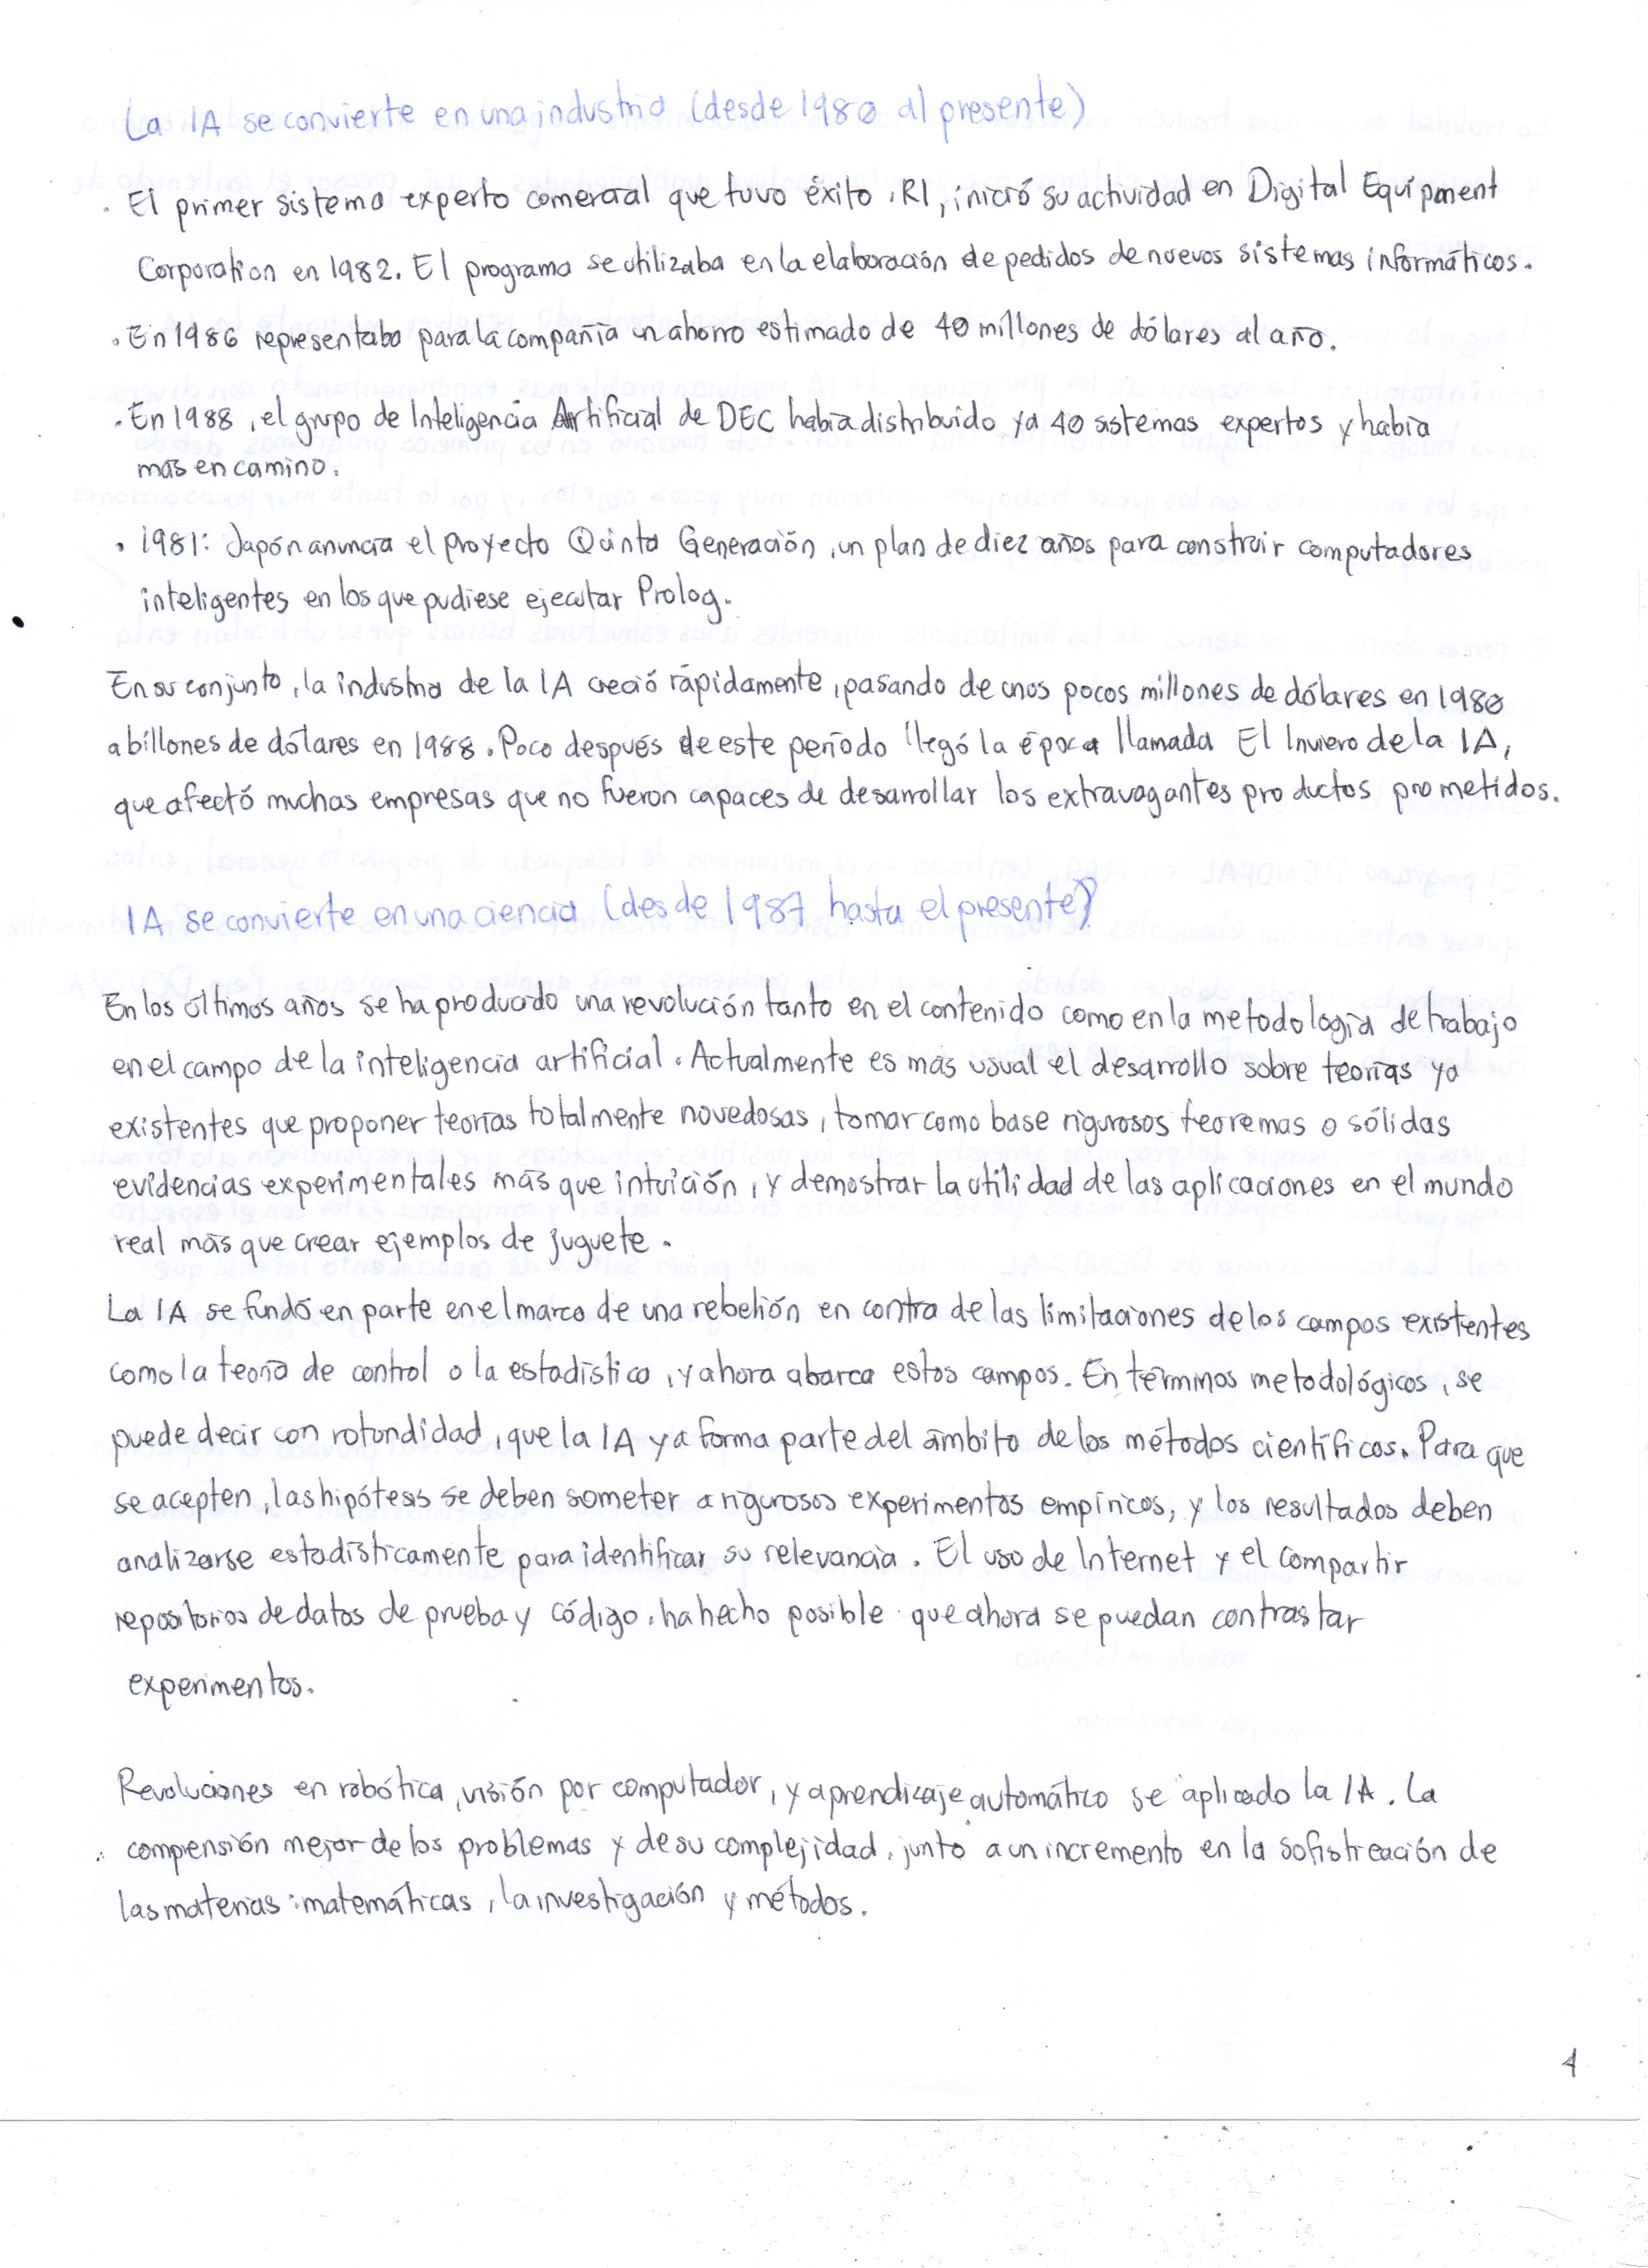 La IA se convierte en una industria (desde 1980 al presente)
. El primer sistema experto comercial que tuvo éxito, R1, inició su actividad en Digital Equipment
Corporation en 1982. El programa se utilizaba en la elaboración de pedidos de nuevos sistemas informáticos.
. En 1986 representaba para la compañía un ahorro estimado de 40 millones de dólares al año.
. En 1988, el grupo de Inteligencia Artificial de DEC había distribuido ya 40 sistemas expertos y había
más en camino.
. 1981: Japón anuncia el proyecto Quinta Generación, un plan de diez años para construir computadores
inteligentes en los que pudiese ejecutar Prolog.
En su conjunto, la industria de la IA creció rápidamente, pasando de unos pocos millones de dólares en 1980
a billones de dólares en 1988. Poco después de este período llegó la época llamada El Inviero de la IA,
que afectó muchas empresas que no fueron capaces de desarrollar los extravagantes productos prometidos.
IA se convierte en una ciencia (desde 1987 hasta el presente)
En los últimos años se ha producido una revolución tanto en el contenido como en la metodología de trabajo
en el campo de la inteligencia artificial. Actualmente es más usual el desarrollo sobre teorías ya
existentes que proponer teorías totalmente novedosas, tomar como base rigurosos teoremas o sólidas
evidencias experimentales más que intuición, y demostrar la utilidad de las aplicaciones en el mundo
real más que crear ejemplos de juguete.
La IA se fundó en parte en el marco de una rebelión en contra de las limitaciones de los campos existentes
como la teoría de control o la estadística, y ahora abarca estos campos. En términos metodológicos, se
puede decir con rotundidad, que la IA ya forma parte del ámbito de los métodos científicos. Para que
se acepten, las hipótesis se deben someter a rigurosos experimentos empíricos, y los resultados deben
analizarse estadísticamente para identificar su relevancia. El uso de Internet y el compartir
repositorios de datos de prueba y código, ha hecho posible que ahora se puedan contrastar
experimentos.
Revoluciones en robótica, visión por computador, y aprendizaje automático se aplicado la IA. La
comprensión mejor de los problemas y de su complejidad, junto a un incremento en la sofistreación de
las materias: matemáticas, la investigación y métodos.
4